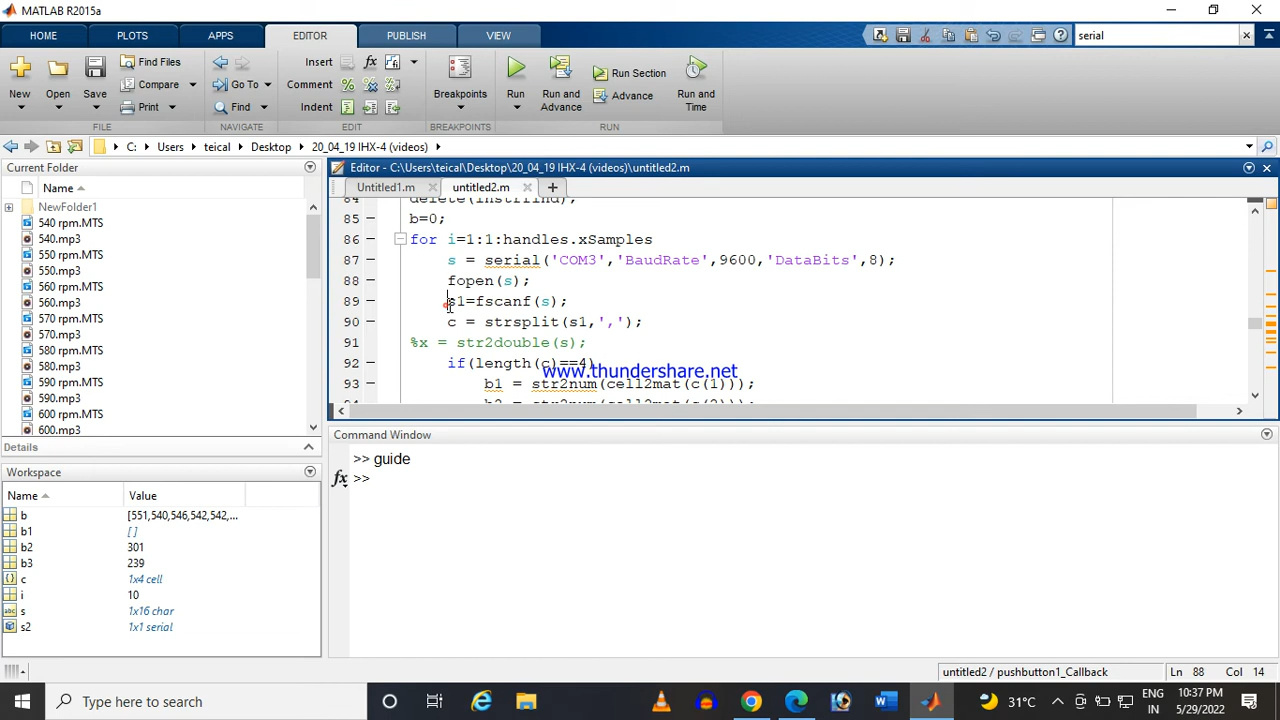 MATLAB R2015a
HOME PLOTS APPS EDITOR PUBLISH VIEW serial
New Open Save Find Files Compare Print
Go To Find
Insert fx Comment % Indent
Breakpoints
Run Run and Advance Run Section Advance Run and Time
FILE NAVIGATE EDIT BREAKPOINTS RUN
C: Users teical Desktop 20_04_19 IHX-4 (videos)
Current Folder
Name
NewFolder1
540 rpm.MTS
540.mp3
550 rpm.MTS
550.mp3
560 rpm.MTS
560.mp3
570 rpm.MTS
570.mp3
580 rpm.MTS
580.mp3
590 rpm.MTS
590.mp3
600 rpm.MTS
600.mp3
Details
Workspace
Name Value
b [551,540,546,542,542,...
b1 [ ]
b2 301
b3 239
c 1x4 cell
i 10
s 1x16 char
s2 1x1 serial
Editor - C:\Users\teical\Desktop\20_04_19 IHX-4 (videos)\untitled2.m
Untitled1.m untitled2.m
84 delete(instrfind);
85 b=0;
86 for i=1:1:handles.xSamples
87 s = serial('COM3','BaudRate',9600,'DataBits',8);
88 fopen(s);
89 s1=fscanf(s);
90 c = strsplit(s1,',');
91 %x = str2double(s);
92 if(length(c)==4)
www.thundershare.net
93 b1 = str2num(cell2mat(c(1)));
94 b2 = str2num(cell2mat(c(2)));
Command Window
>> guide
fx >>
untitled2 / pushbutton1_Callback Ln 88 Col 14
Type here to search 31°C ENG IN 10:37 PM 5/29/2022